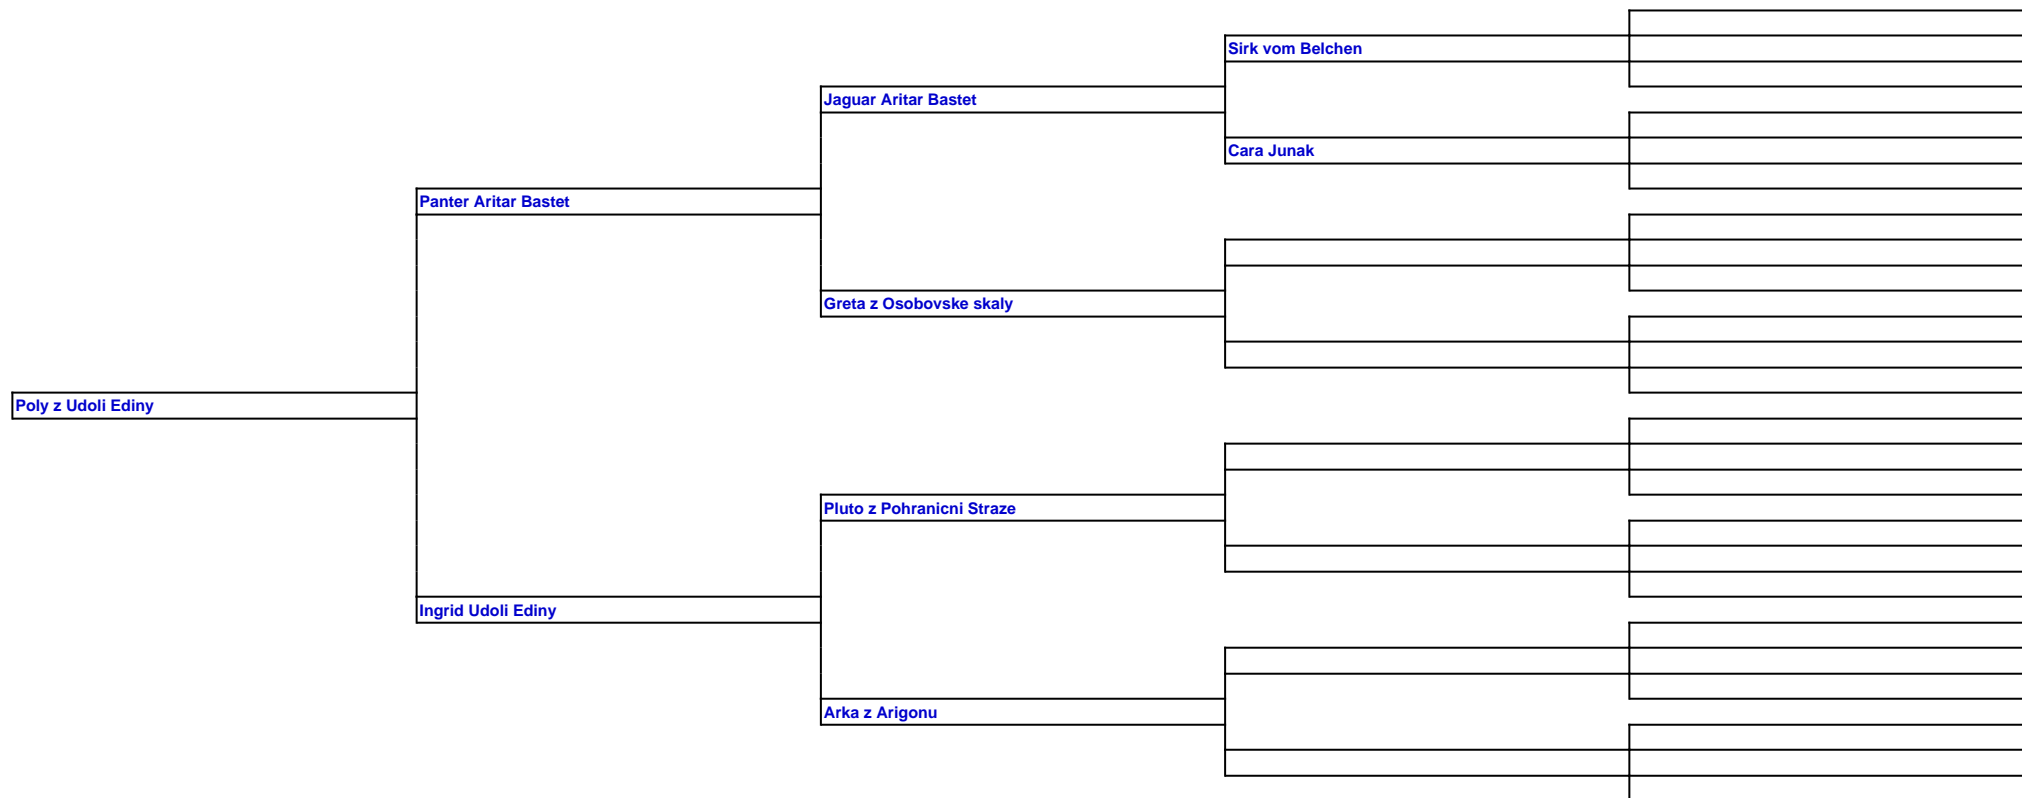 Sirk vom Belchen
Jaguar Aritar Bastet
Cara Junak
Panter Aritar Bastet
Greta z Osobovske skaly
Poly z Udoli Ediny
Pluto z Pohranicni Straze
Ingrid Udoli Ediny
Arka z Arigonu